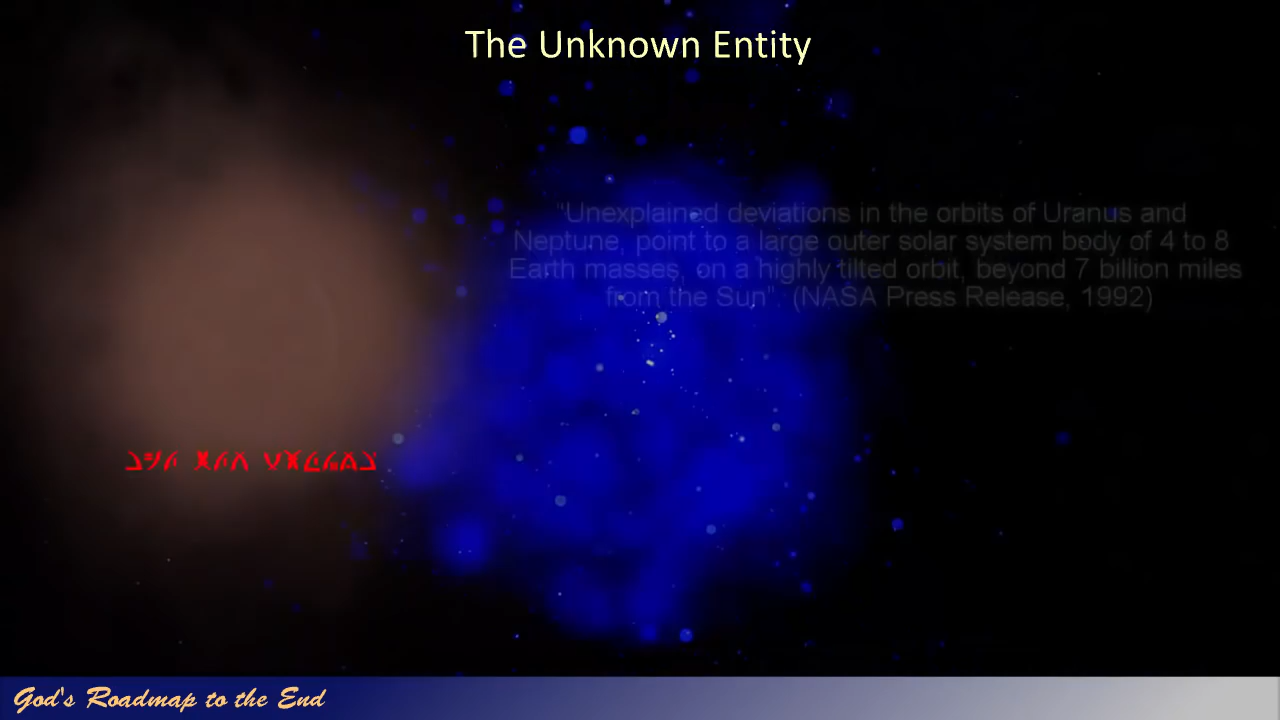 The Unknown Entity
"Unexplained deviations in the orbits of Uranus and
Neptune, point to a large outer solar system body of 4 to 8
Earth masses, on a highly tilted orbit, beyond 7 billion miles
from the Sun". (NASA Press Release, 1992)
God's Roadmap to the End